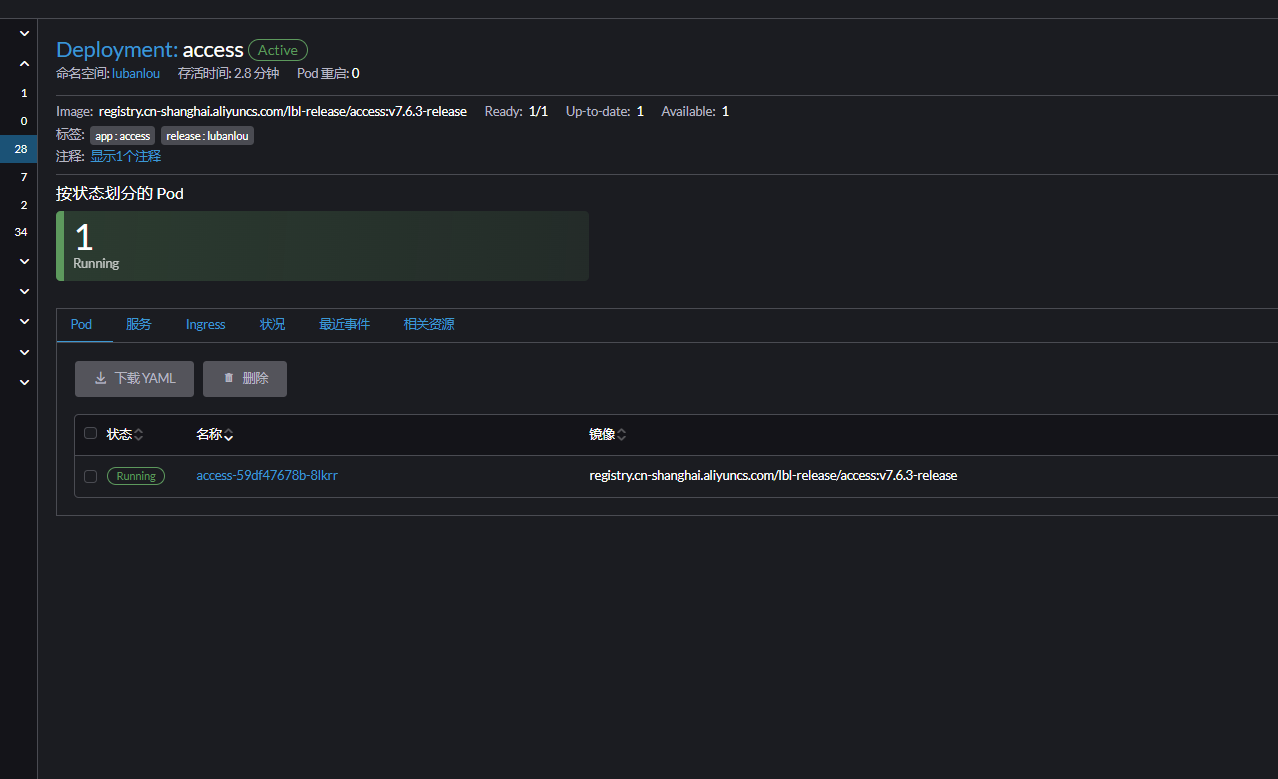 Deployment: access Active
命名空间: lubanlou 存活时间: 2.8 分钟 Pod 重启: 0
Image: registry.cn-shanghai.aliyuncs.com/lbl-release/access:v7.6.3-release Ready: 1/1 Up-to-date: 1 Available: 1
标签: app : access release : lubanlou
注释: 显示1个注释
1
0
28
7
2
34
按状态划分的 Pod
1
Running
Pod 服务 Ingress 状况 最近事件 相关资源
下载 YAML 删除
状态 名称 镜像
Running access-59df47678b-8lkrr registry.cn-shanghai.aliyuncs.com/lbl-release/access:v7.6.3-release